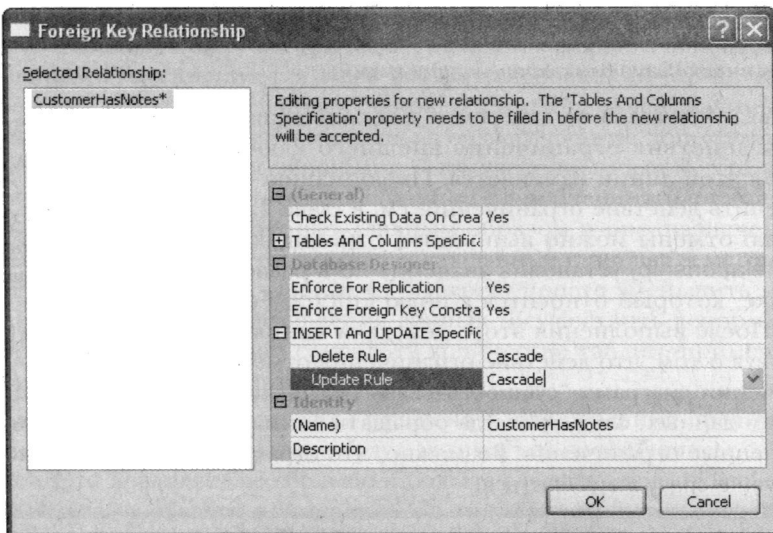 Foreign Key Relationship
Selected Relationship:
CustomerHasNotes*
Editing properties for new relationship. The 'Tables And Columns
Specification' property needs to be filled in before the new relationship
will be accepted.
(General)
Check Existing Data On Crea Yes
Tables And Columns Specifica
Database Designer
Enforce For Replication Yes
Enforce Foreign Key Constra Yes
INSERT And UPDATE Specific
Delete Rule Cascade
Update Rule Cascade
Identity
(Name) CustomerHasNotes
Description
OK Cancel